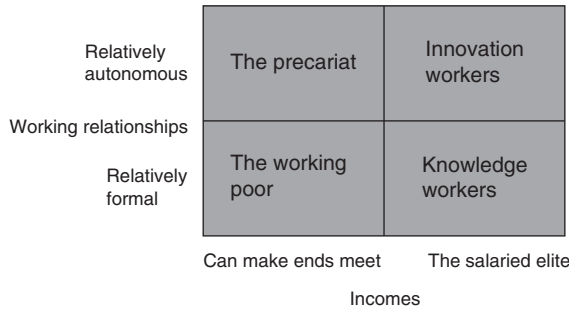 Relatively
autonomous
The precariat
Innovation
workers
Working relationships
Relatively
formal
The working
poor
Knowledge
workers
Can make ends meet
The salaried elite
Incomes